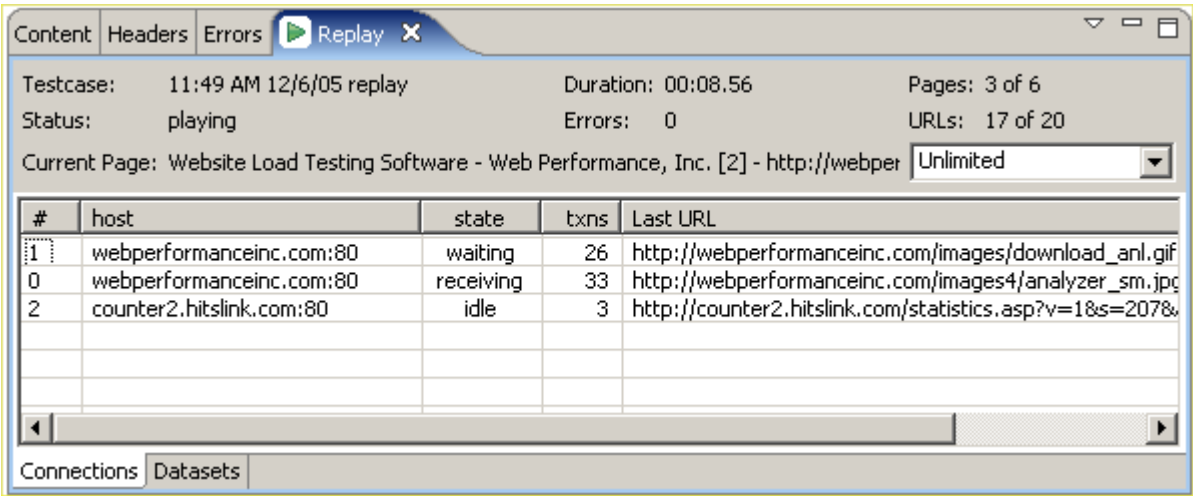 Content Headers Errors Replay
Testcase: 11:49 AM 12/6/05 replay Duration: 00:08.56 Pages: 3 of 6
Status: playing Errors: 0 URLs: 17 of 20
Current Page: Website Load Testing Software - Web Performance, Inc. [2] - http://webper Unlimited
# host state txns Last URL
1 webperformanceinc.com:80 waiting 26 http://webperformanceinc.com/images/download_anl.gif
0 webperformanceinc.com:80 receiving 33 http://webperformanceinc.com/images4/analyzer_sm.jpg
2 counter2.hitslink.com:80 idle 3 http://counter2.hitslink.com/statistics.asp?v=1&s=207&
Connections Datasets